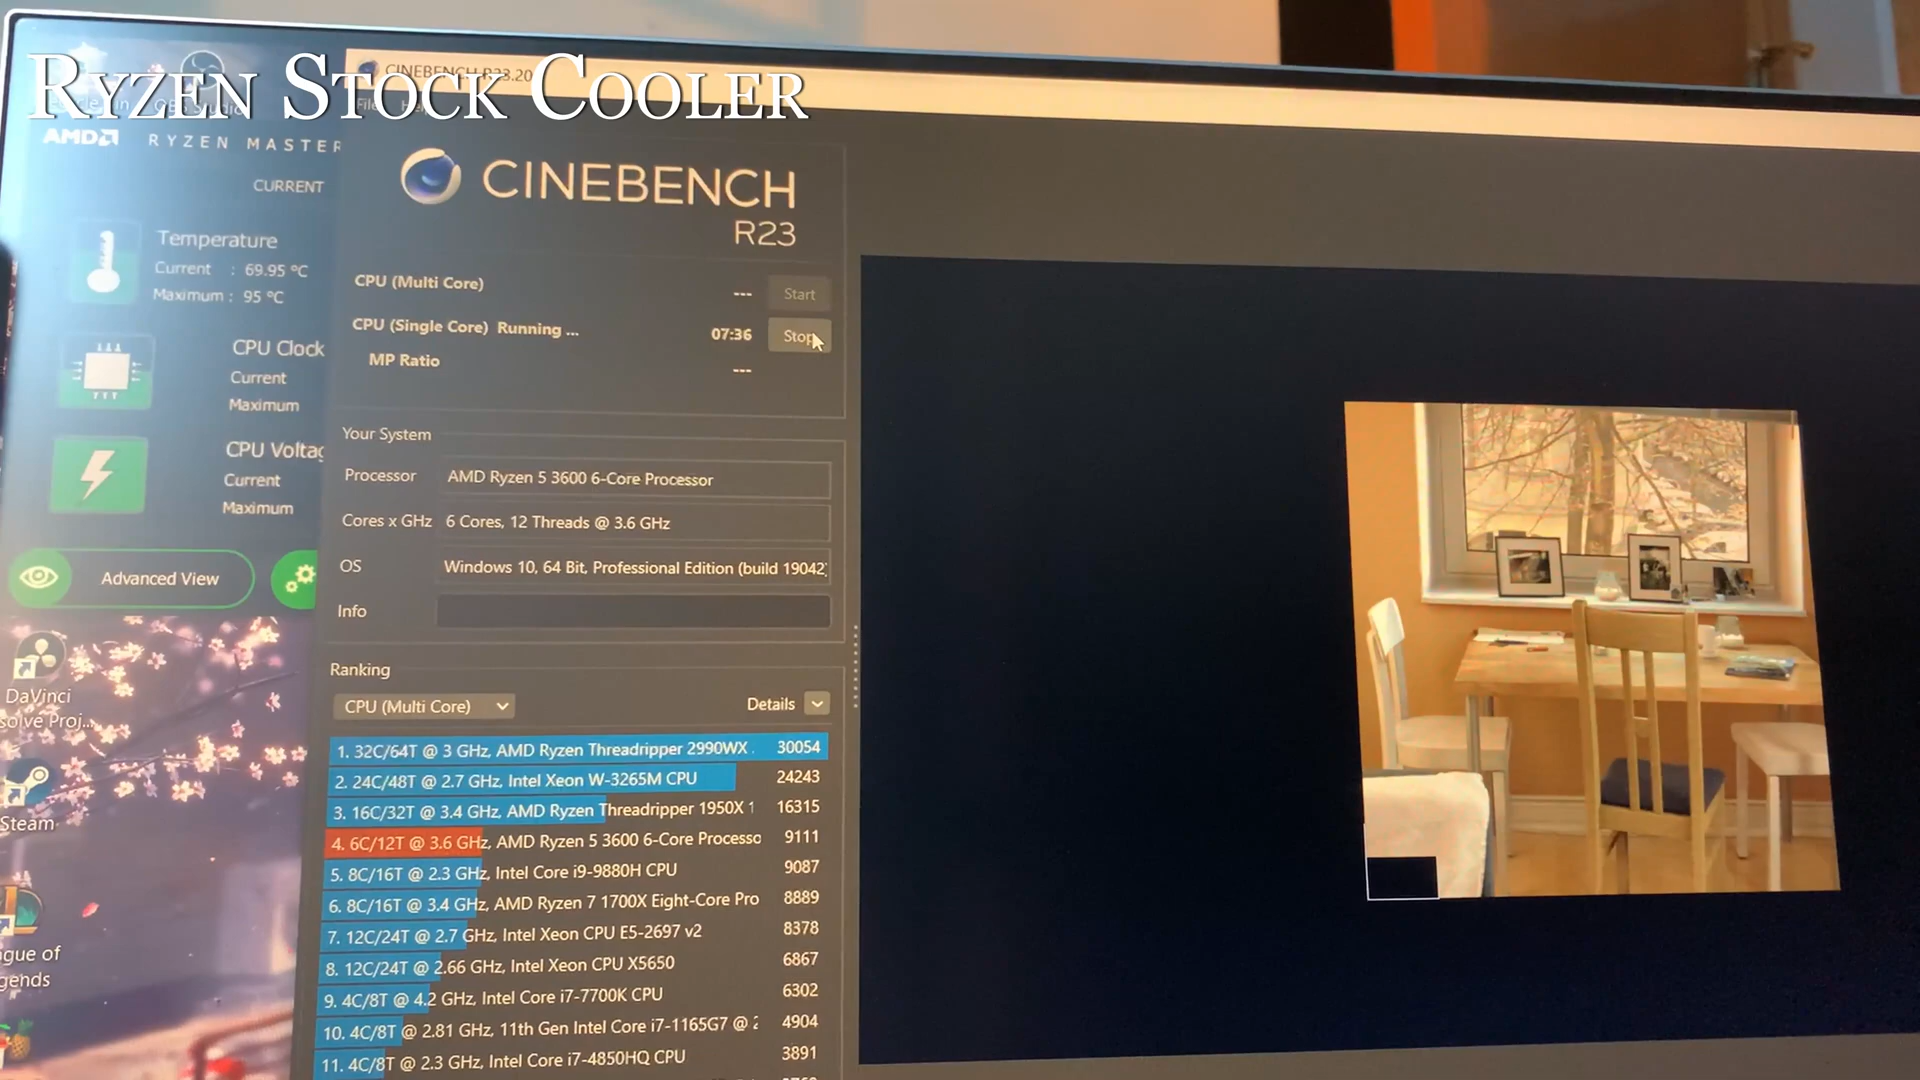 RYZEN STOCK COOLER
CINEBENCH R23.20
File
AMD RYZEN MASTER
CURRENT
CINEBENCH
R23
Temperature
Current : 69.95 °C
Maximum : 95 °C
CPU (Multi Core) --- Start
CPU (Single Core) Running ... 07:36 Stop
MP Ratio ---
CPU Clock
Current
Maximum
CPU Voltag
Current
Maximum
Advanced View
Your System
Processor AMD Ryzen 5 3600 6-Core Processor
Cores x GHz 6 Cores, 12 Threads @ 3.6 GHz
OS Windows 10, 64 Bit, Professional Edition (build 19042)
Info
Ranking
CPU (Multi Core) Details
1. 32C/64T @ 3 GHz, AMD Ryzen Threadripper 2990WX 30054
2. 24C/48T @ 2.7 GHz, Intel Xeon W-3265M CPU 24243
3. 16C/32T @ 3.4 GHz, AMD Ryzen Threadripper 1950X 1 16315
4. 6C/12T @ 3.6 GHz, AMD Ryzen 5 3600 6-Core Processo 9111
5. 8C/16T @ 2.3 GHz, Intel Core i9-9880H CPU 9087
6. 8C/16T @ 3.4 GHz, AMD Ryzen 7 1700X Eight-Core Pro 8889
7. 12C/24T @ 2.7 GHz, Intel Xeon CPU E5-2697 v2 8378
8. 12C/24T @ 2.66 GHz, Intel Xeon CPU X5650 6867
9. 4C/8T @ 4.2 GHz, Intel Core i7-7700K CPU 6302
10. 4C/8T @ 2.81 GHz, 11th Gen Intel Core i7-1165G7 @ 2 4904
11. 4C/8T @ 2.3 GHz, Intel Core i7-4850HQ CPU 3891
DaVinci
solve Proj...
Steam
gue of
gends